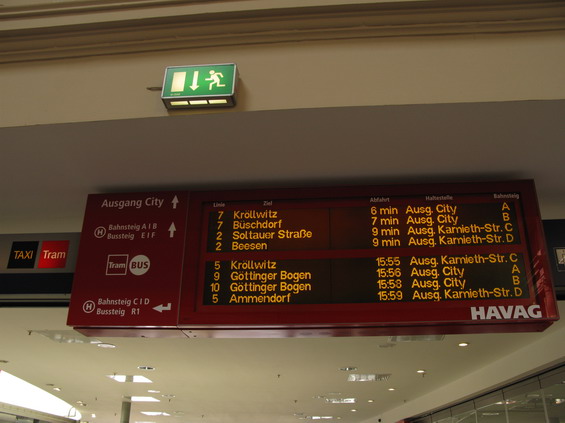 Ausgang City
H Bahnsteig A I B
Bussteig E I F
Tram BUS
H Bahnsteig C I D
Bussteig R1
TAXI Tram
Linie Ziel Abfahrt Haltestelle Bahnsteig
7 Kröllwitz 6 min Ausg. City A
7 Büschdorf 7 min Ausg. City B
2 Soltauer Straße 9 min Ausg. Karnieth-Str. C
2 Beesen 9 min Ausg. Karnieth-Str. D
5 Kröllwitz 15:55 Ausg. Karnieth-Str. C
9 Göttinger Bogen 15:56 Ausg. City A
10 Göttinger Bogen 15:58 Ausg. City B
5 Ammendorf 15:59 Ausg. Karnieth-Str. D
HAVAG